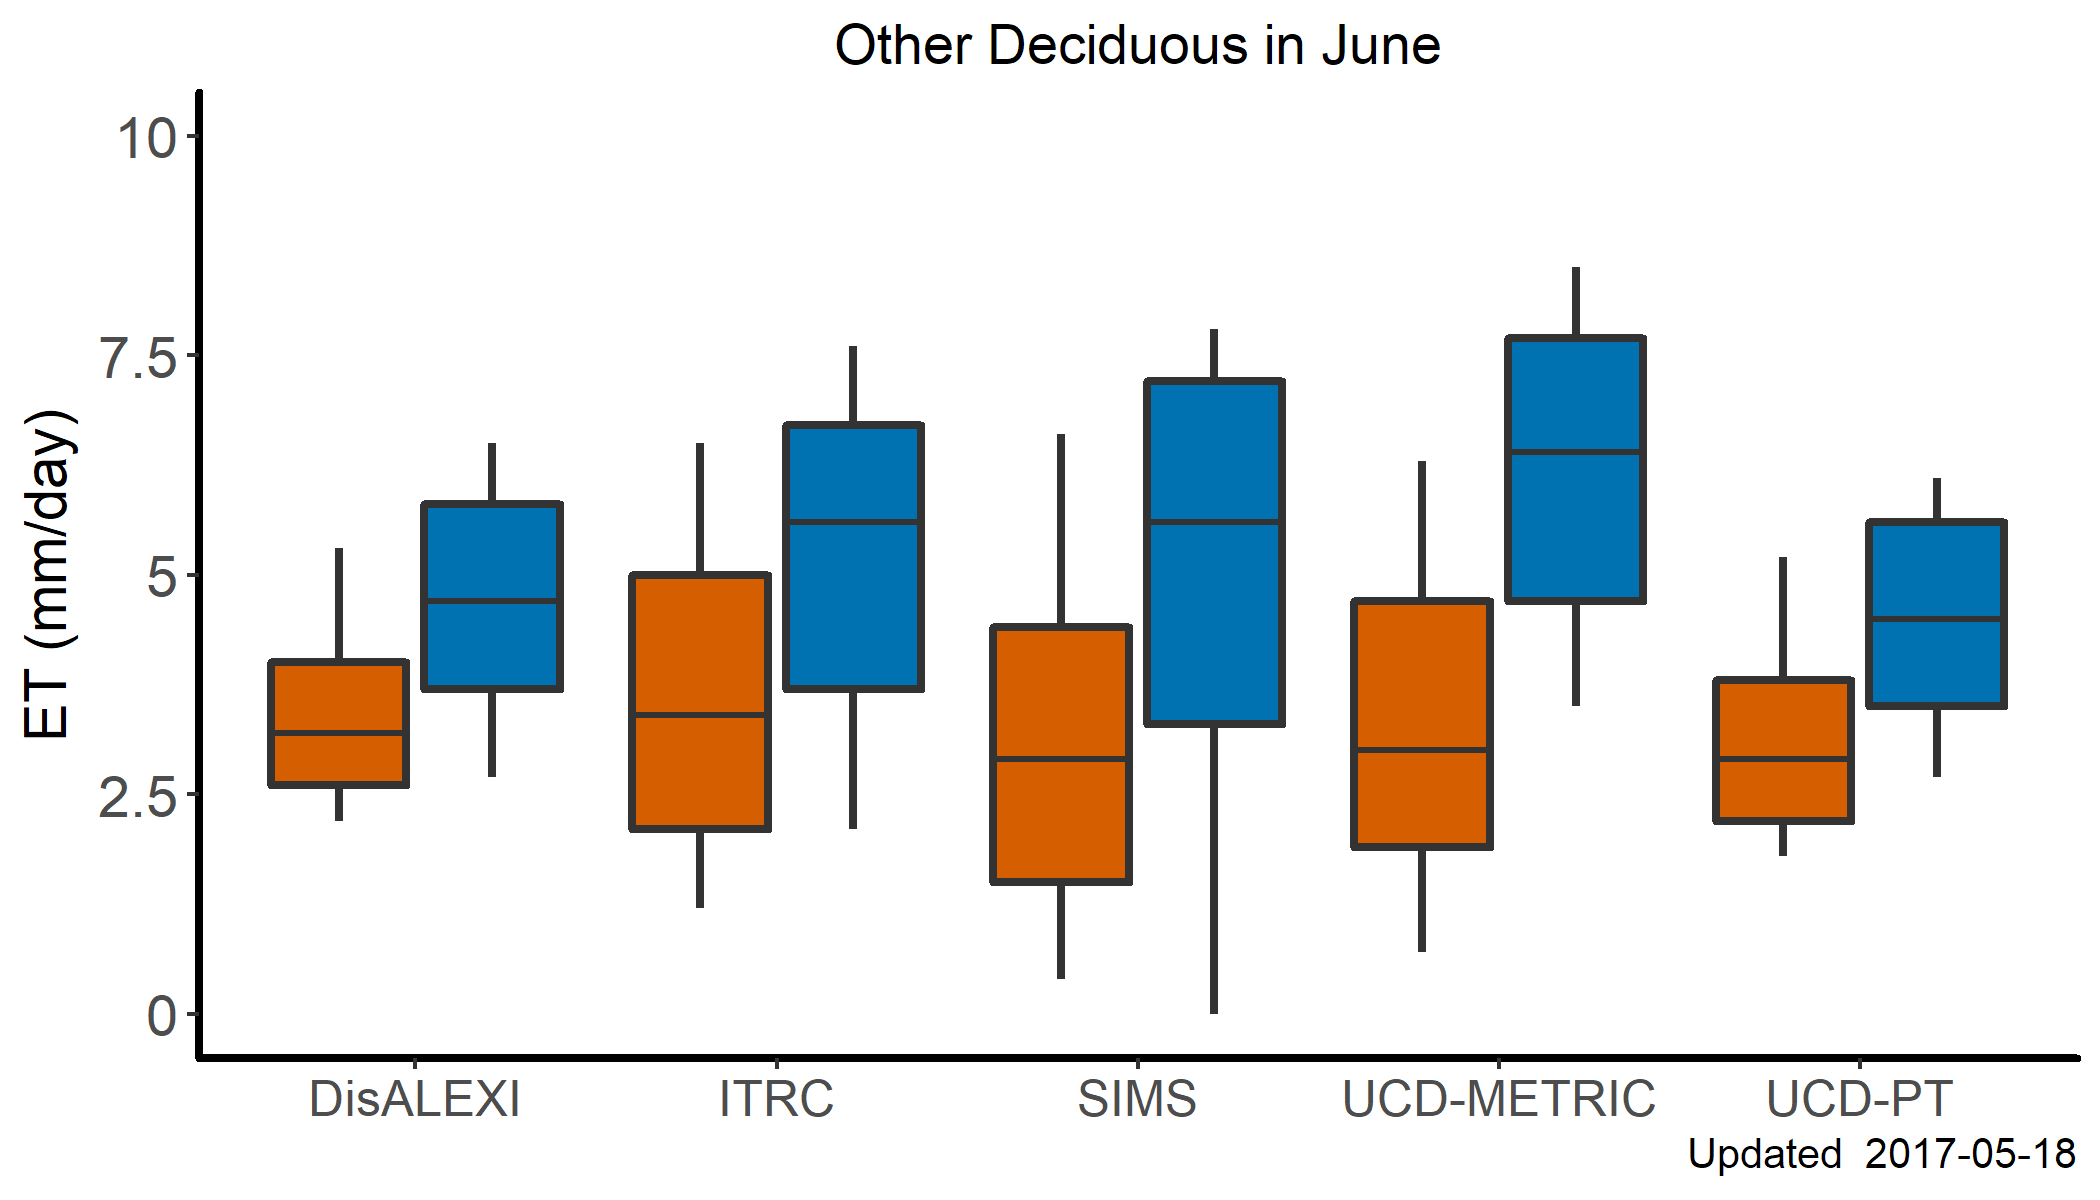 Other Deciduous in June
ET (mm/day)
10
7.5
5
2.5
0
DisALEXI
ITRC
SIMS
UCD-METRIC
UCD-PT
Updated  2017-05-18